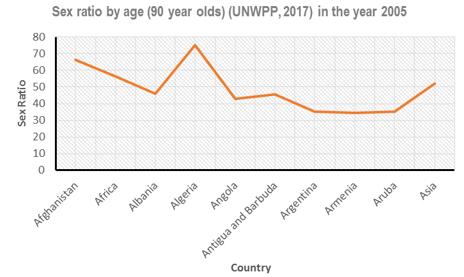 Sex ratio by age (90 year olds) (UNWPP, 2017) in the year 2005
80
70
60
50
40
30
20
10
0
Sex Ratio
Afghanistan
Africa
Albania
Algeria
Angola
Antigua and Barbuda
Argentina
Armenia
Aruba
Asia
Country